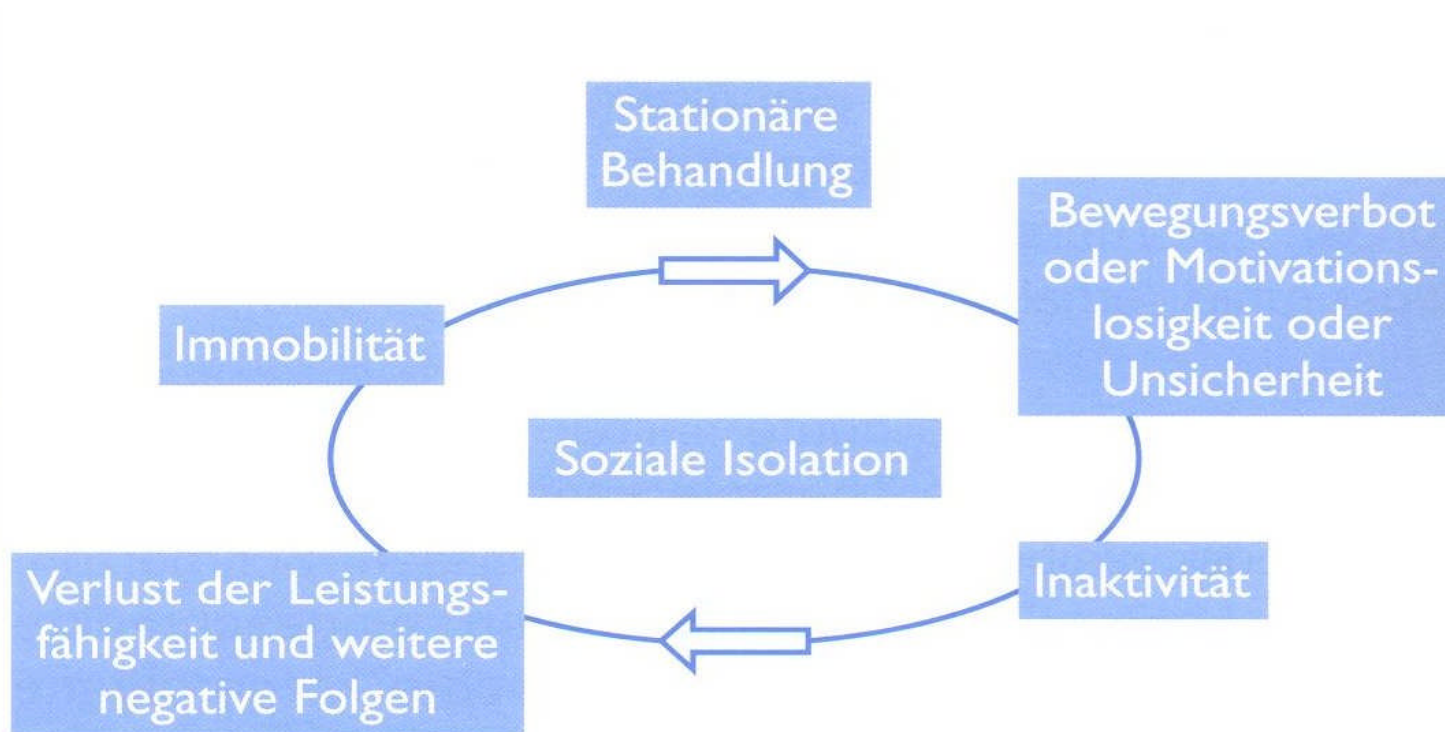 Stationäre
Behandlung
Bewegungsverbot
oder Motivations-
losigkeit oder
Unsicherheit
Immobilität
Soziale Isolation
Inaktivität
Verlust der Leistungs-
fähigkeit und weitere
negative Folgen